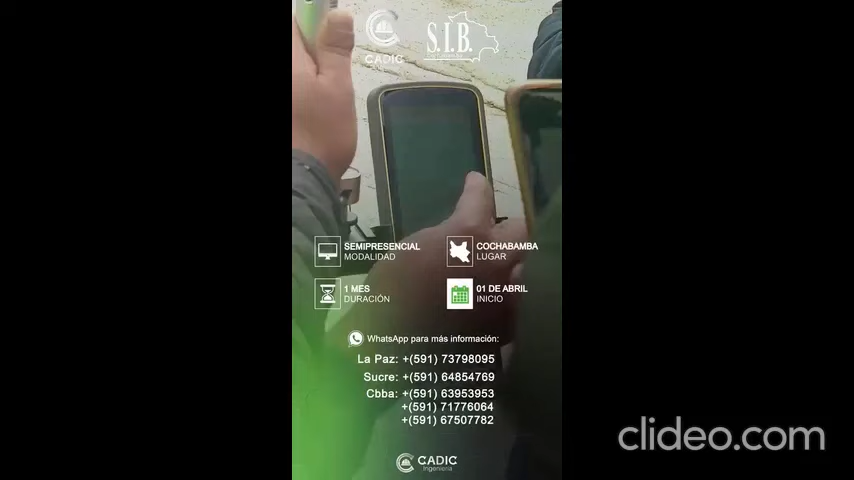 CADIC
S.I.B.
SEMIPRESENCIAL
MODALIDAD
COCHABAMBA
LUGAR
1 MES
DURACIÓN
01 DE ABRIL
INICIO
WhatsApp para más información:
La Paz: +(591) 73798095
Sucre: +(591) 64854769
Cbba: +(591) 63953953
+(591) 71776064
+(591) 67507782
CADIC
Ingeniería
clideo.com